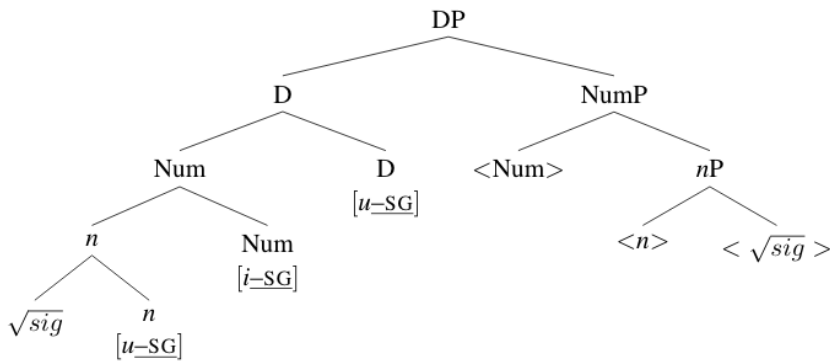 DP
D NumP
Num D <Num> nP
[u–SG]
n Num <n> < √sig >
[i–SG]
√sig n
[u–SG]